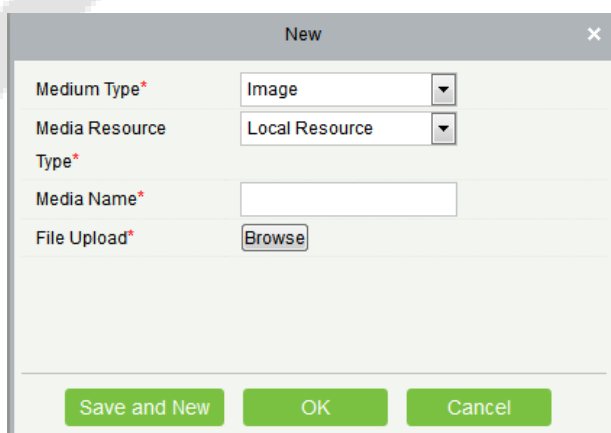 New ×
Medium Type* Image
Media Resource Type* Local Resource
Media Name*
File Upload* Browse
Save and New OK Cancel